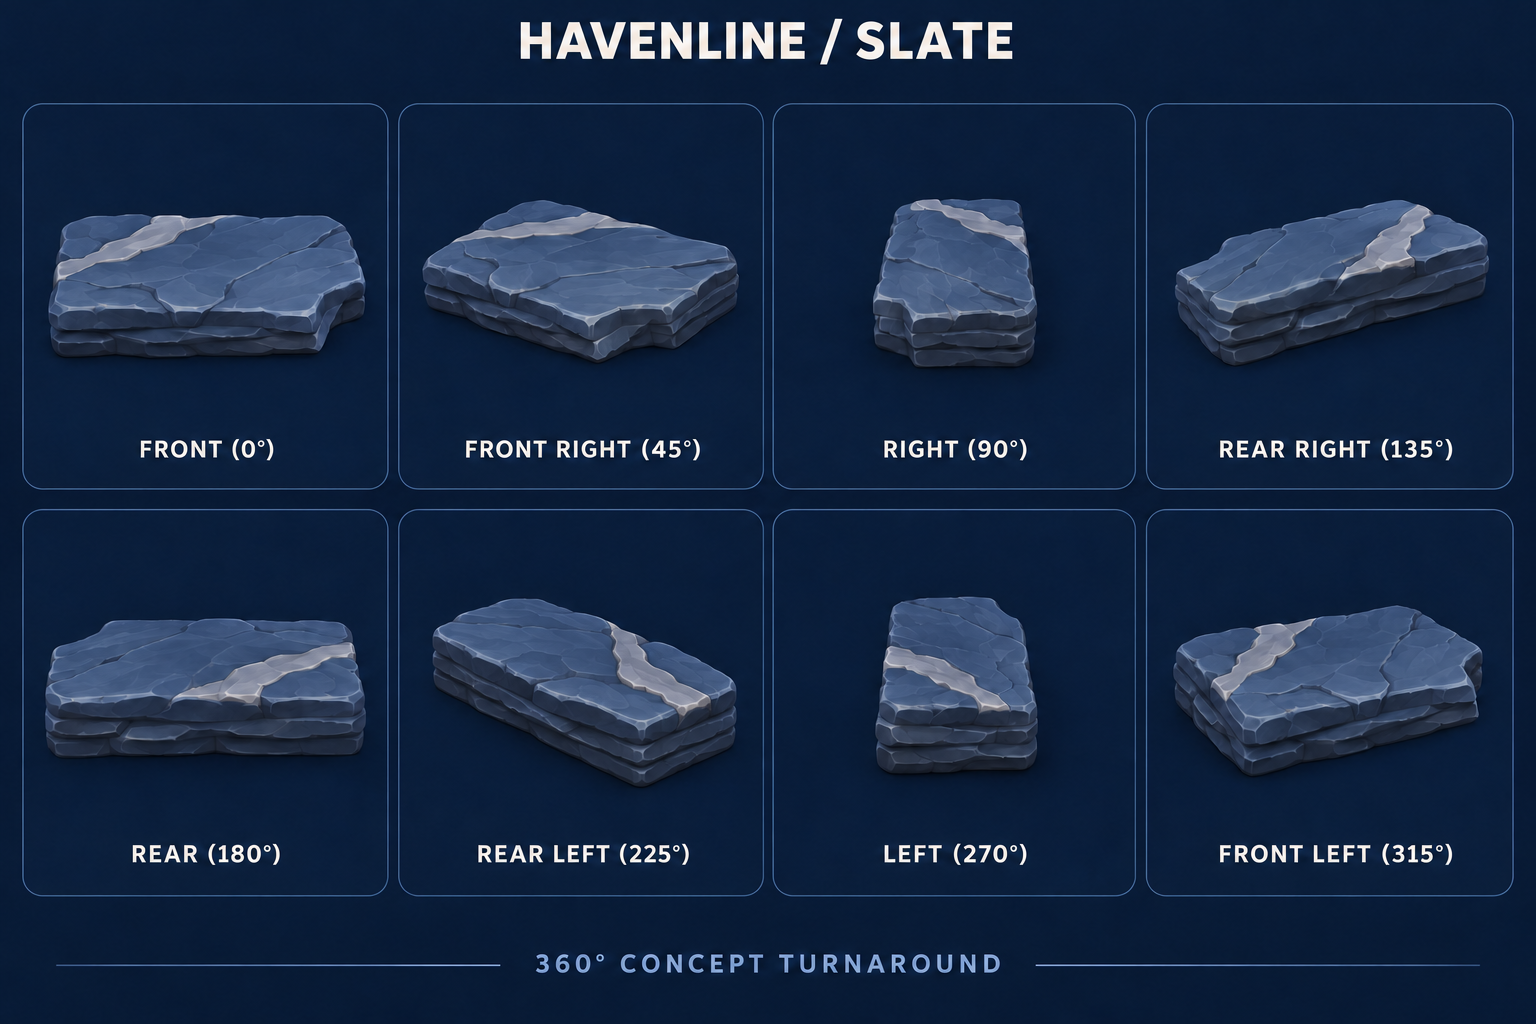 HAVENLINE / SLATE
FRONT (0°)
FRONT RIGHT (45°)
RIGHT (90°)
REAR RIGHT (135°)
REAR (180°)
REAR LEFT (225°)
LEFT (270°)
FRONT LEFT (315°)
360° CONCEPT TURNAROUND